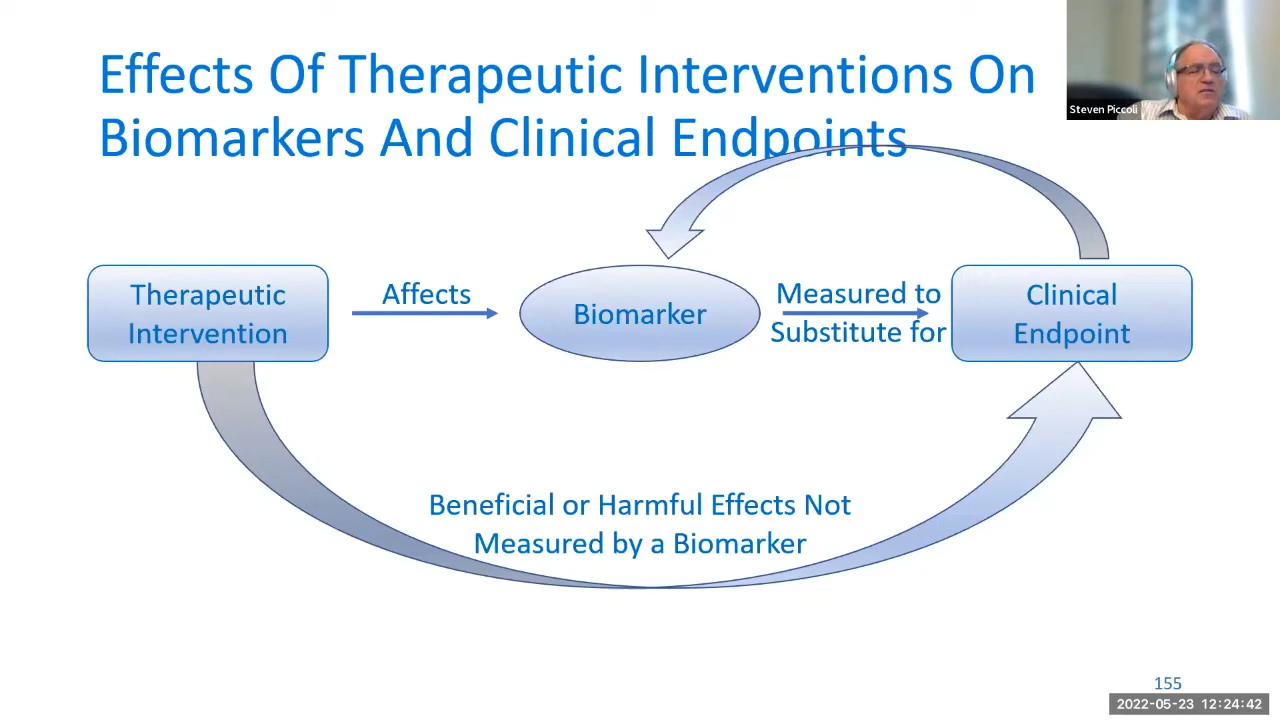 Effects Of Therapeutic Interventions On
Biomarkers And Clinical Endpoints
Steven Piccoli
Therapeutic
Intervention
Affects
Biomarker
Measured to
Substitute for
Clinical
Endpoint
Beneficial or Harmful Effects Not
Measured by a Biomarker
155
2022-05-23 12:24:42